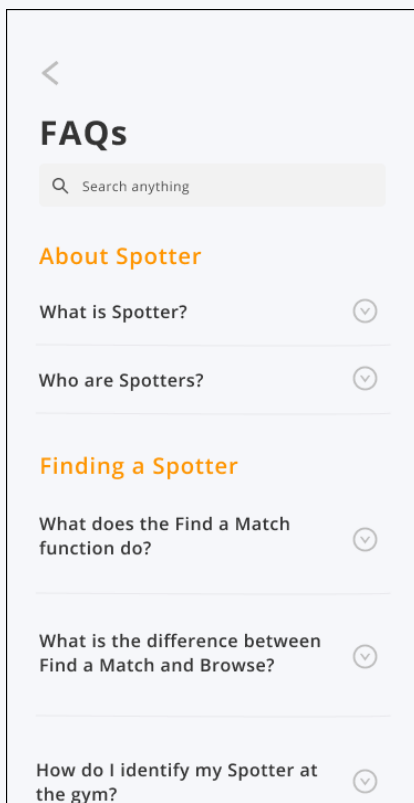 FAQs
Search anything
About Spotter
What is Spotter?
Who are Spotters?
Finding a Spotter
What does the Find a Match
function do?
What is the difference between
Find a Match and Browse?
How do I identify my Spotter at
the gym?